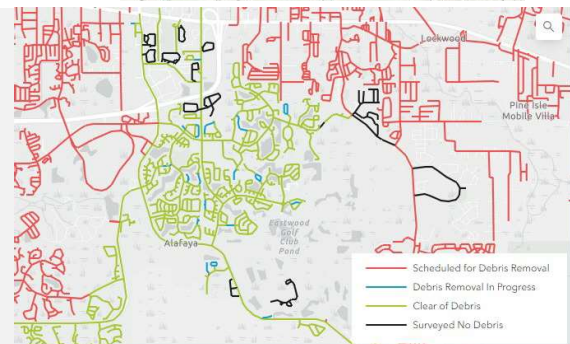 Lockwood
Pine Isle
Mobile Villa
Eastwood
Golf
Club
Pond
Alafaya
Scheduled for Debris Removal
Debris Removal In Progress
Clear of Debris
Surveyed No Debris